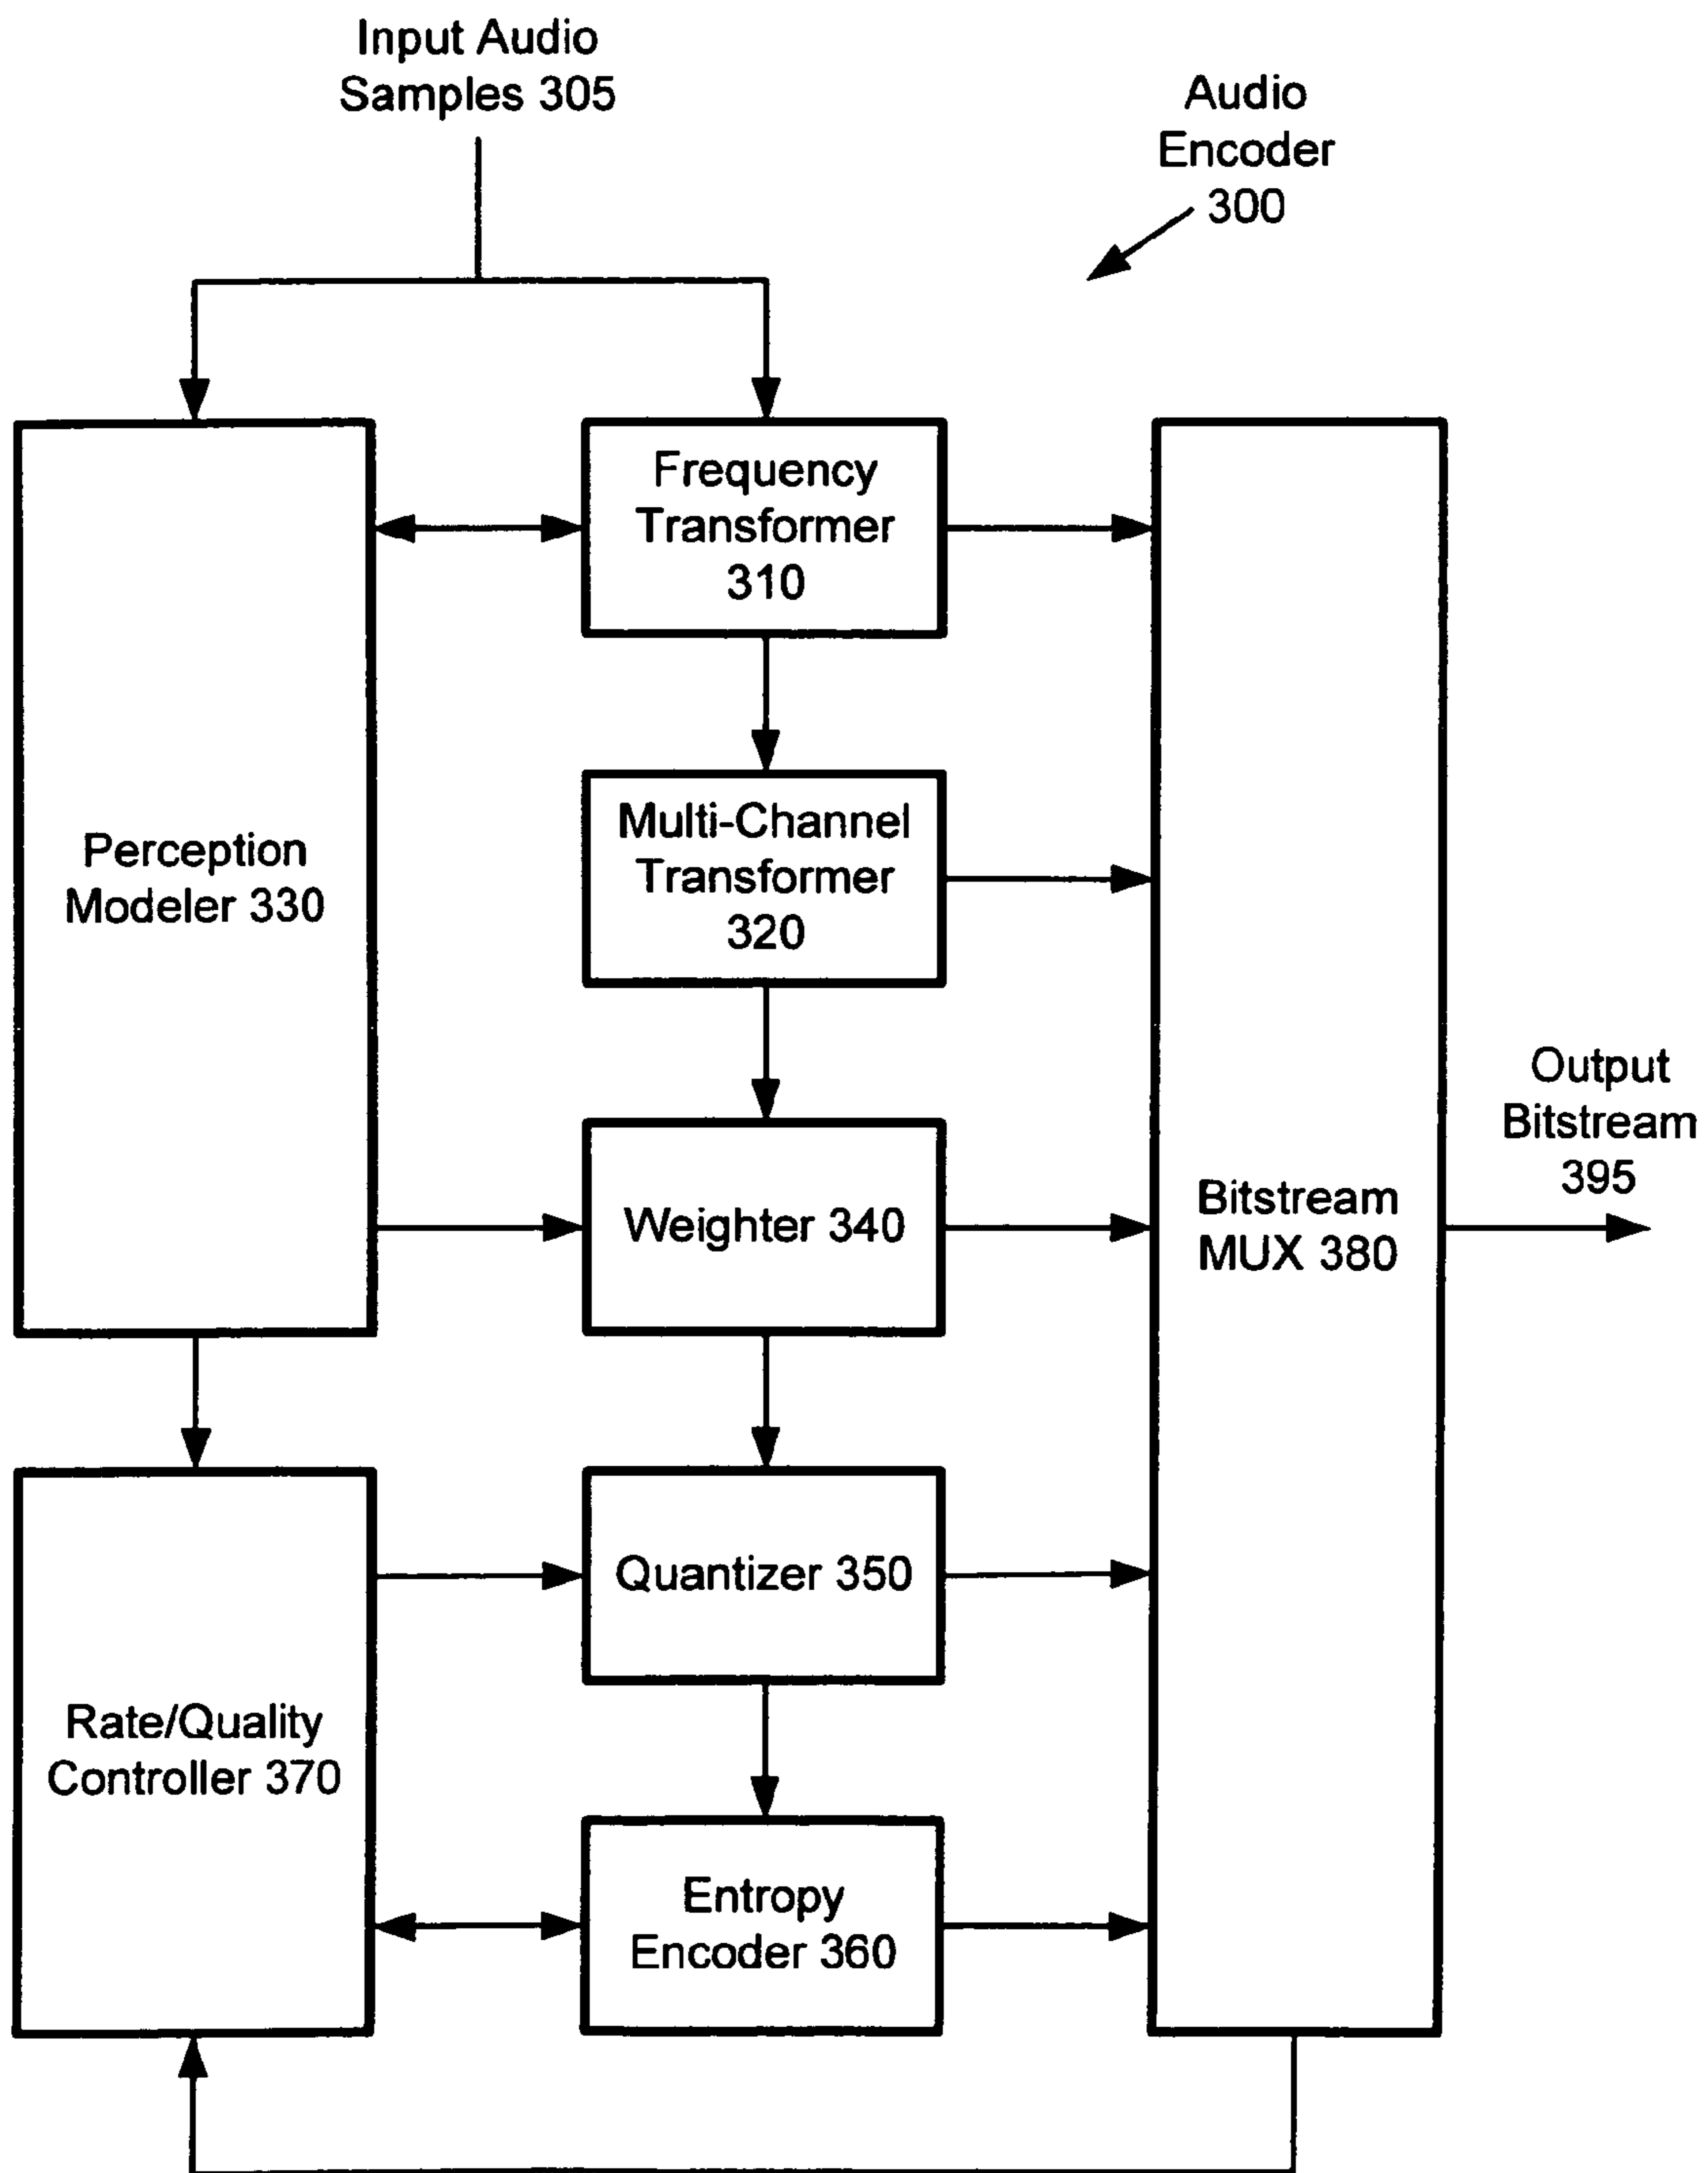 Input Audio
Samples 305
Audio
Encoder
300
Frequency
Transformer
310
Multi-Channel
Transformer
320
Perception
Modeler 330
Weighter 340
Output
Bitstream
395
Bitstream
MUX 380
Quantizer 350
Rate/Quality
Controller 370
Entropy
Encoder 360